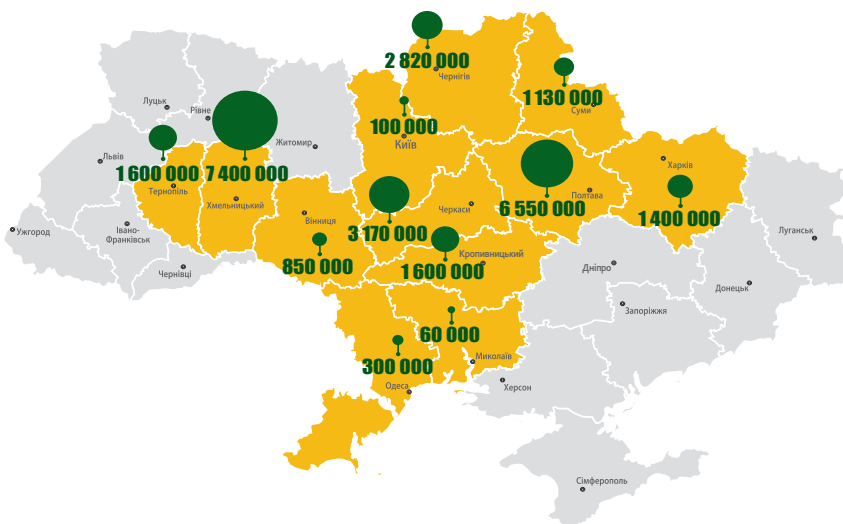 2 820 000
Чернігів
1 130 000
Суми
Луцьк
Рівне
100 000
Київ
Житомир
Львів
1 600 000
Тернопіль
7 400 000
Хмельницький
Харків
1 400 000
6 550 000
Полтава
Черкаси
3 170 000
Вінниця
850 000
Ужгород
Івано-
Франківськ
Чернівці
Кропивницький
1 600 000
Луганськ
Дніпро
Донецьк
Запоріжжя
60 000
300 000
Миколаїв
Одеса
Херсон
Сімферополь